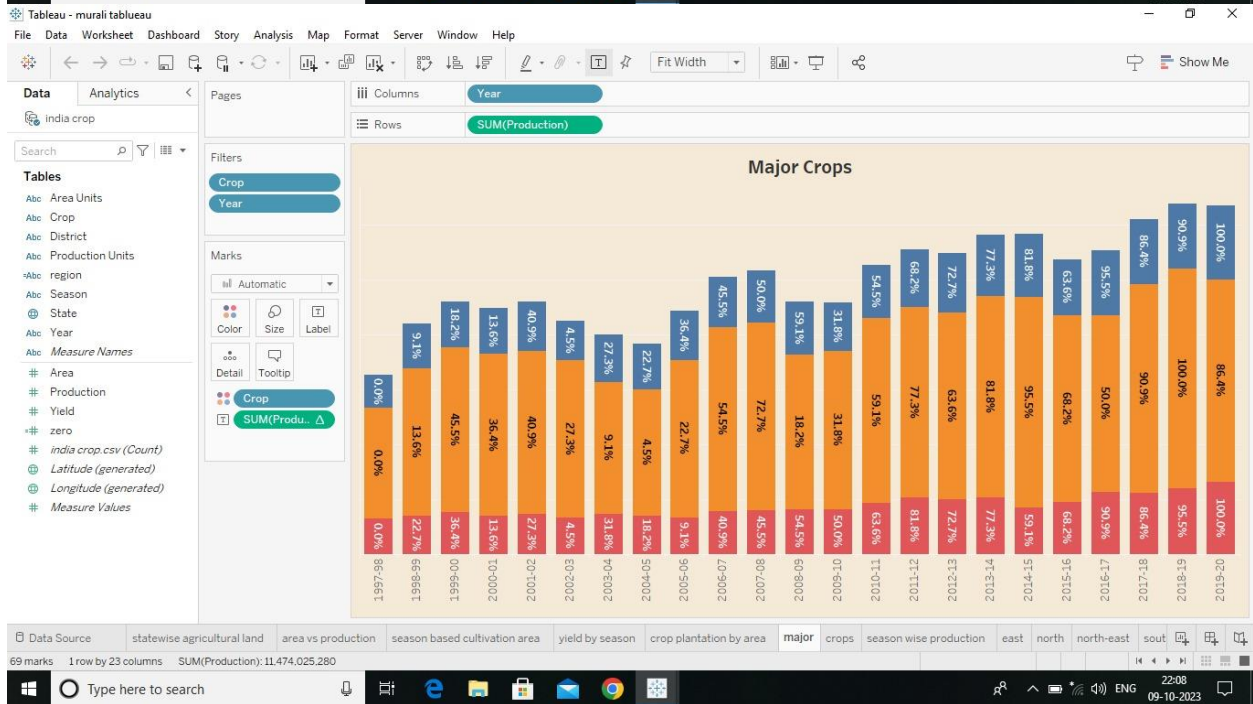 Tableau - murali tablueau
File Data Worksheet Dashboard Story Analysis Map Format Server Window Help
Fit Width
Show Me
Data Analytics
india crop
Search
Tables
Abc Area Units
Abc Crop
Abc District
Abc Production Units
=Abc region
Abc Season
State
Abc Year
Abc Measure Names
# Area
# Production
# Yield
=# zero
# india crop.csv (Count)
Latitude (generated)
Longitude (generated)
# Measure Values
Pages
Filters
Crop
Year
Marks
Automatic
Color Size Label
Detail Tooltip
Crop
SUM(Produ.. Δ
iii Columns Year
Rows SUM(Production)
Major Crops
0.0% 9.1% 18.2% 13.6% 40.9% 4.5% 27.3% 22.7% 36.4% 45.5% 50.0% 59.1% 31.8% 54.5% 68.2% 72.7% 77.3% 81.8% 63.6% 95.5% 86.4% 90.9% 100.0%
0.0% 13.6% 45.5% 36.4% 40.9% 27.3% 9.1% 4.5% 22.7% 54.5% 72.7% 18.2% 31.8% 59.1% 77.3% 63.6% 81.8% 95.5% 68.2% 50.0% 90.9% 100.0% 86.4%
0.0% 22.7% 36.4% 13.6% 27.3% 4.5% 31.8% 18.2% 9.1% 40.9% 45.5% 54.5% 50.0% 63.6% 81.8% 72.7% 77.3% 59.1% 68.2% 90.9% 86.4% 95.5% 100.0%
1997-98 1998-99 1999-00 2000-01 2001-02 2002-03 2003-04 2004-05 2005-06 2006-07 2007-08 2008-09 2009-10 2010-11 2011-12 2012-13 2013-14 2014-15 2015-16 2016-17 2017-18 2018-19 2019-20
Data Source statewise agricultural land area vs production season based cultivation area yield by season crop plantation by area major crops season wise production east north north-east sout
69 marks 1 row by 23 columns SUM(Production): 11,474,025,280
Type here to search
ENG
22:08
09-10-2023